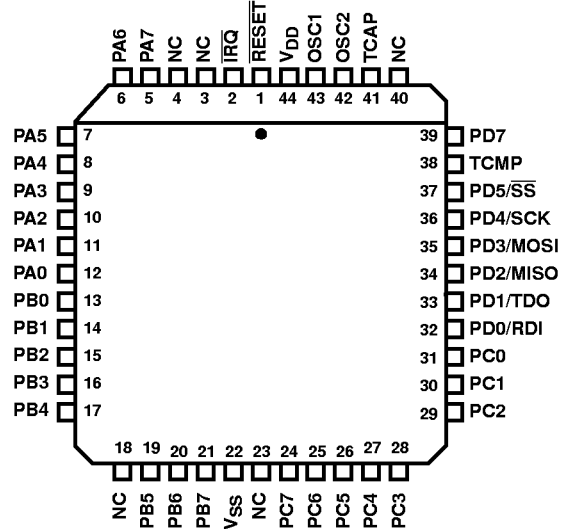 PA6 PA7 NC NC IRQ RESET VDD OSC1 OSC2 TCAP NC
6 5 4 3 2 1 44 43 42 41 40
PA5 7 39 PD7
PA4 8 38 TCMP
PA3 9 37 PD5/SS
PA2 10 36 PD4/SCK
PA1 11 35 PD3/MOSI
PA0 12 34 PD2/MISO
PB0 13 33 PD1/TDO
PB1 14 32 PD0/RDI
PB2 15 31 PC0
PB3 16 30 PC1
PB4 17 29 PC2
18 19 20 21 22 23 24 25 26 27 28
NC PB5 PB6 PB7 VSS NC PC7 PC6 PC5 PC4 PC3